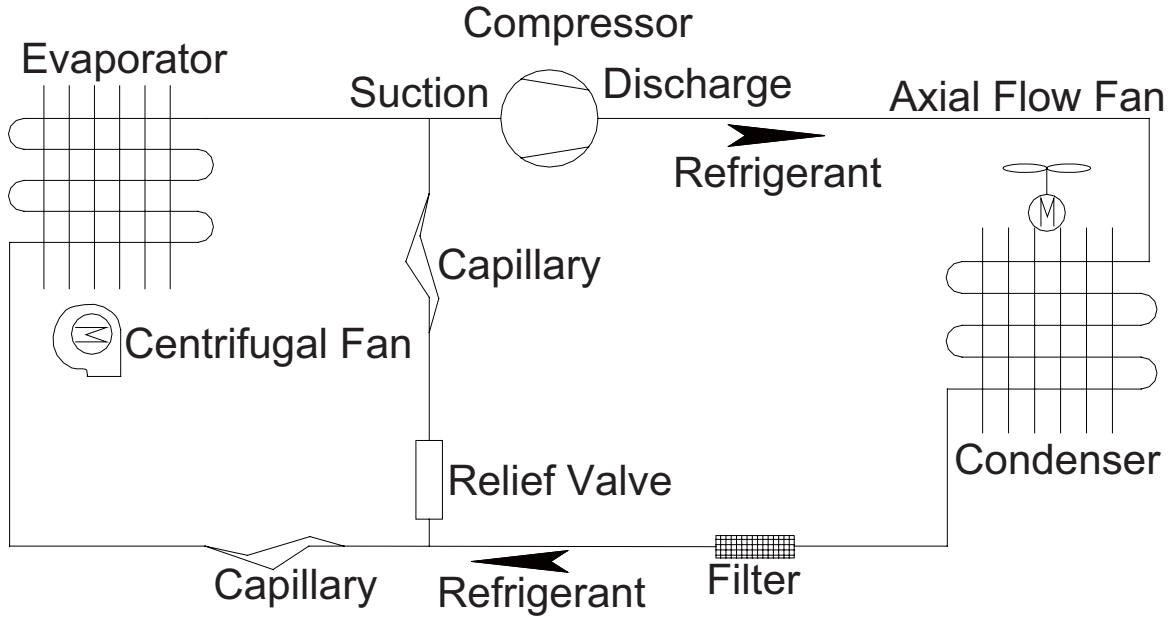 Compressor
Evaporator
Suction
Discharge
Axial Flow Fan
Refrigerant
M
Capillary
Centrifugal Fan
M
Condenser
Relief Valve
Capillary
Refrigerant
Filter